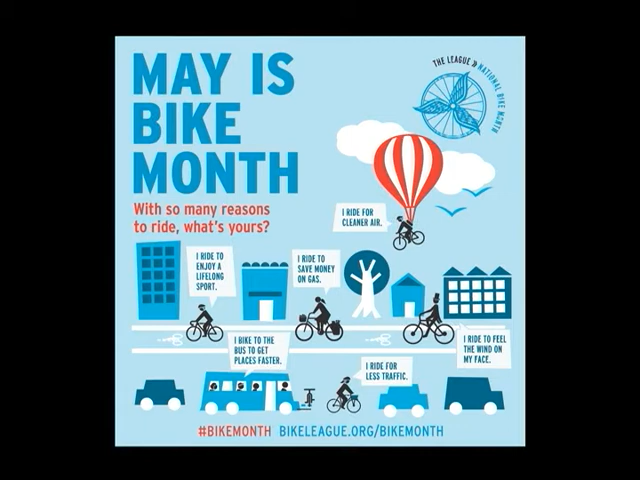 MAY IS
BIKE
MONTH
With so many reasons
to ride, what's yours?
THE LEAGUE » NATIONAL BIKE MONTH
I RIDE FOR
CLEANER AIR.
I RIDE TO
ENJOY A
LIFELONG
SPORT.
I RIDE TO
SAVE MONEY
ON GAS.
I BIKE TO THE
BUS TO GET
PLACES FASTER.
I RIDE FOR
LESS TRAFFIC.
I RIDE TO FEEL
THE WIND ON
MY FACE.
#BIKEMONTH BIKELEAGUE.ORG/BIKEMONTH